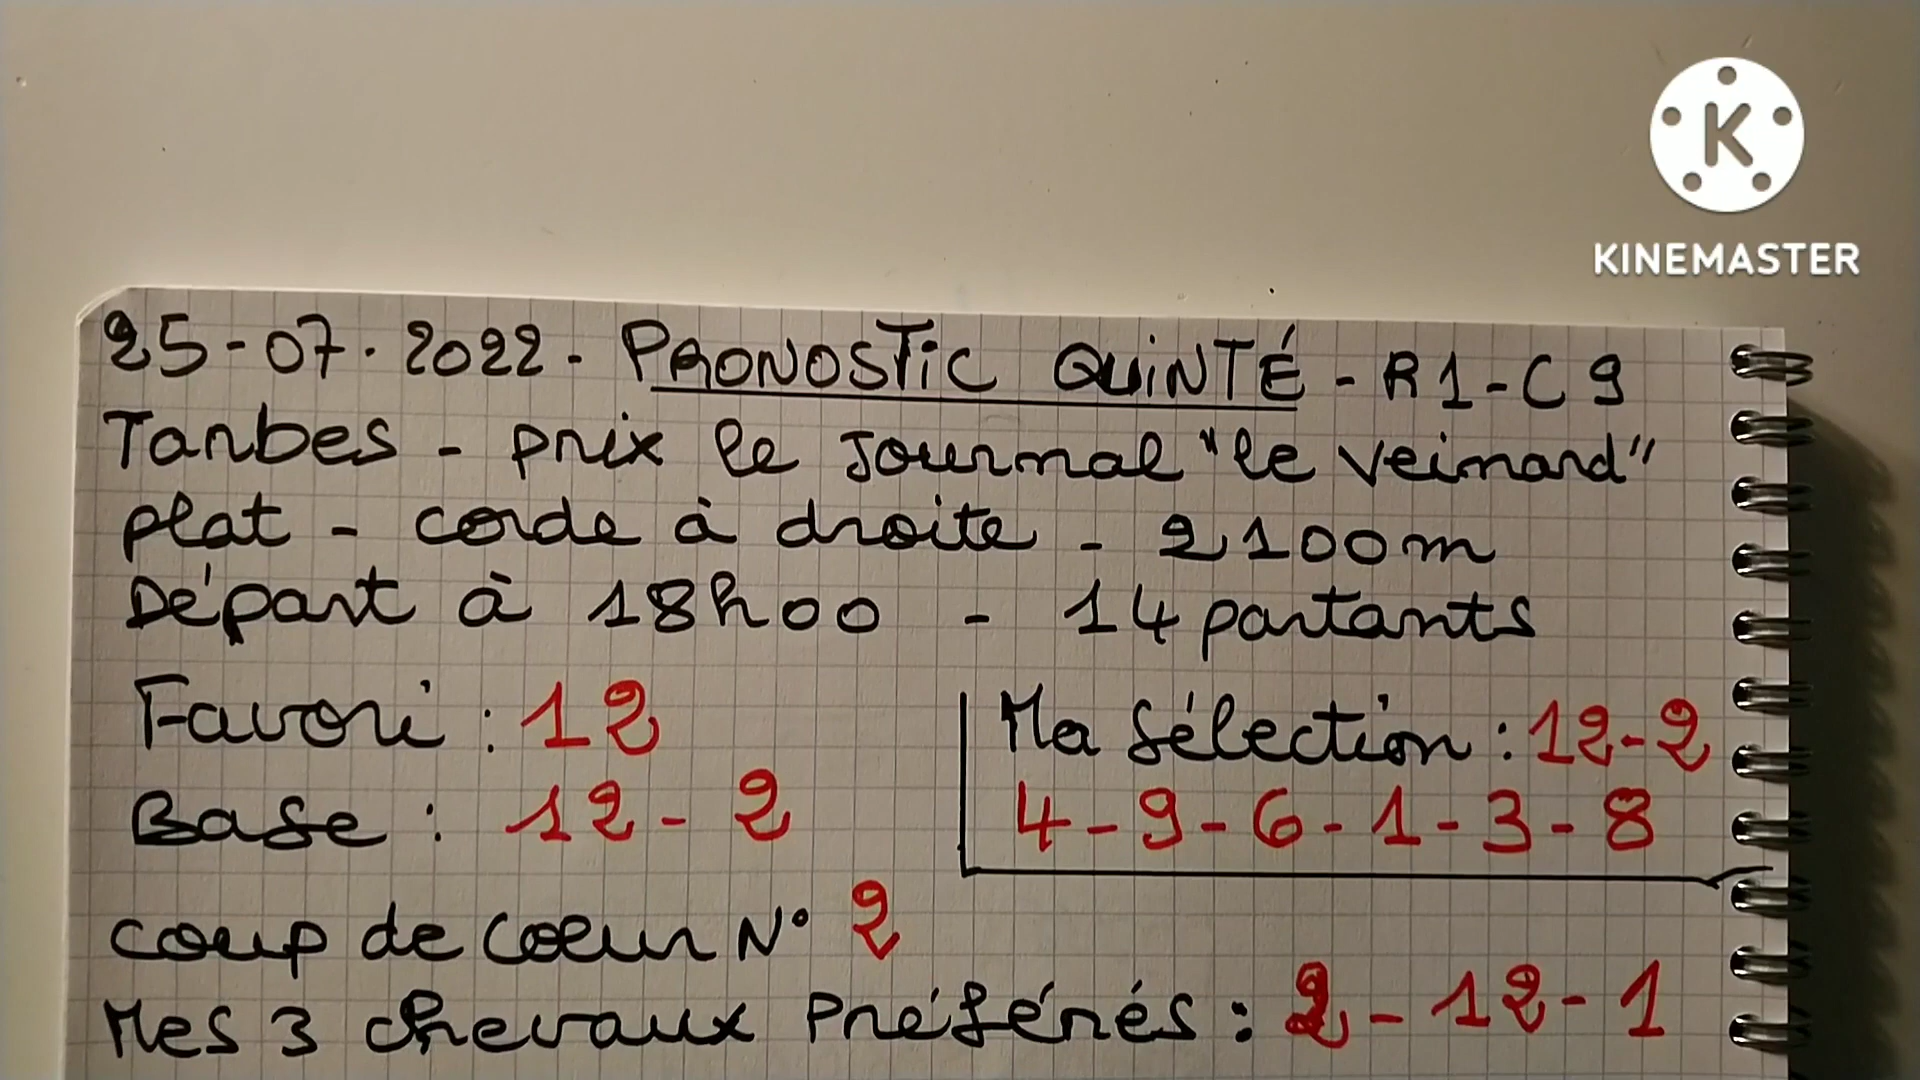 KINEMASTER
25-07.2022 - PRONOSTIC QUINTÉ - R1-C9
Tarbes - prix le Journal "le Veinard"
plat - corde à droite - 2100m
Départ à 18h00 - 14 partants
Favori : 12
Base : 12 - 2
Ma Sélection : 12-2
4-9-6-1-3-8
coup de coeur N° 2
Mes 3 chevaux Préférés : 2-12-1